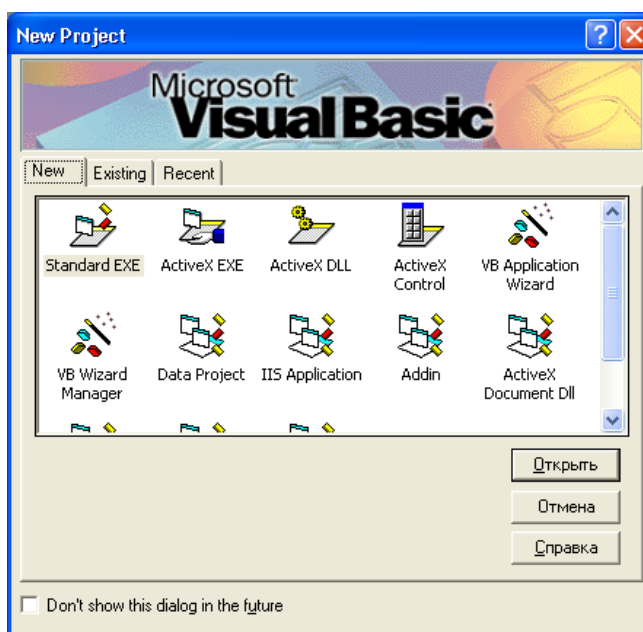 New Project
Microsoft
Visual Basic
New Existing Recent
Standard EXE ActiveX EXE ActiveX DLL ActiveX Control VB Application Wizard
VB Wizard Manager Data Project IIS Application Addin ActiveX Document Dll
Открыть
Отмена
Справка
Don't show this dialog in the future